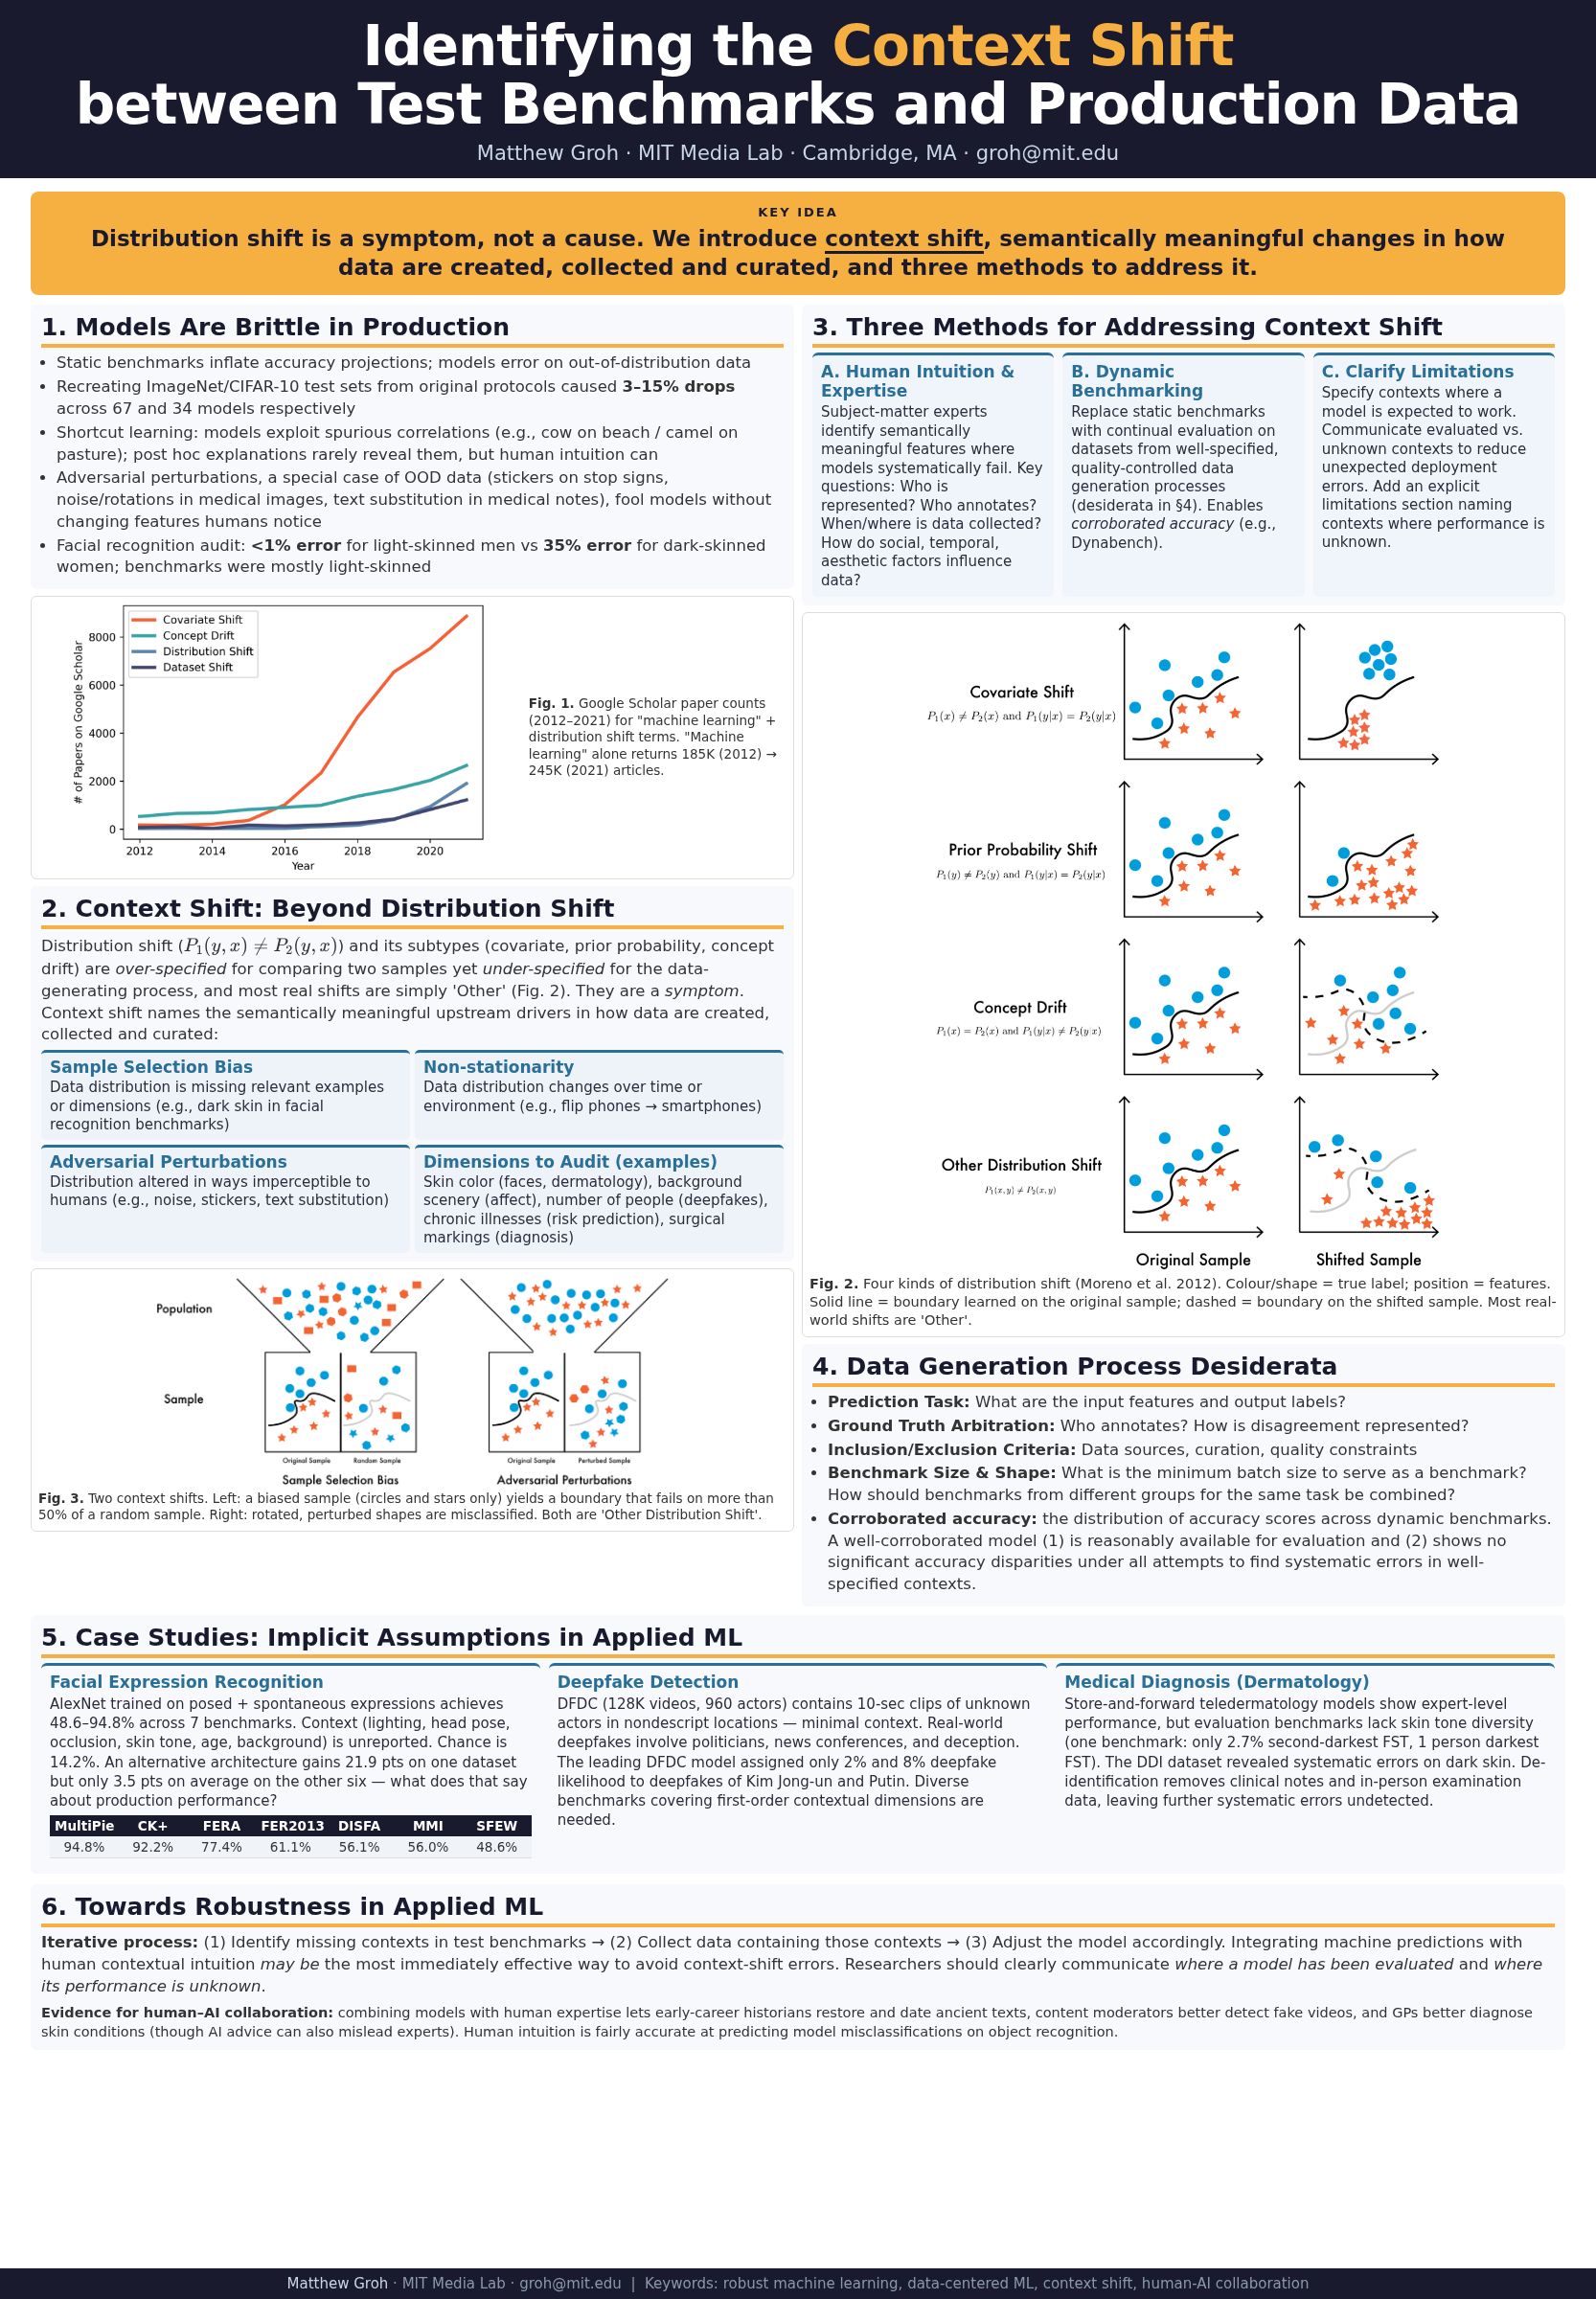 Identifying the Context Shift
between Test Benchmarks and Production Data
Matthew Groh · MIT Media Lab · Cambridge, MA · groh@mit.edu
KEY IDEA
Distribution shift is a symptom, not a cause. We introduce context shift, semantically meaningful changes in how
data are created, collected and curated, and three methods to address it.
1. Models Are Brittle in Production
• Static benchmarks inflate accuracy projections; models error on out-of-distribution data
• Recreating ImageNet/CIFAR-10 test sets from original protocols caused 3–15% drops
across 67 and 34 models respectively
• Shortcut learning: models exploit spurious correlations (e.g., cow on beach / camel on
pasture); post hoc explanations rarely reveal them, but human intuition can
• Adversarial perturbations, a special case of OOD data (stickers on stop signs,
noise/rotations in medical images, text substitution in medical notes), fool models without
changing features humans notice
• Facial recognition audit: <1% error for light-skinned men vs 35% error for dark-skinned
women; benchmarks were mostly light-skinned
# of Papers on Google Scholar
8000
6000
4000
2000
0
Covariate Shift
Concept Drift
Distribution Shift
Dataset Shift
2012 2014 2016 2018 2020
Year
Fig. 1. Google Scholar paper counts
(2012–2021) for "machine learning" +
distribution shift terms. "Machine
learning" alone returns 185K (2012) →
245K (2021) articles.
2. Context Shift: Beyond Distribution Shift
Distribution shift (P₁(y, x) ≠ P₂(y, x)) and its subtypes (covariate, prior probability, concept
drift) are over-specified for comparing two samples yet under-specified for the data-
generating process, and most real shifts are simply 'Other' (Fig. 2). They are a symptom.
Context shift names the semantically meaningful upstream drivers in how data are created,
collected and curated:
Sample Selection Bias
Data distribution is missing relevant examples
or dimensions (e.g., dark skin in facial
recognition benchmarks)
Non-stationarity
Data distribution changes over time or
environment (e.g., flip phones → smartphones)
Adversarial Perturbations
Distribution altered in ways imperceptible to
humans (e.g., noise, stickers, text substitution)
Dimensions to Audit (examples)
Skin color (faces, dermatology), background
scenery (affect), number of people (deepfakes),
chronic illnesses (risk prediction), surgical
markings (diagnosis)
Population
Sample
Original Sample Random Sample Original Sample Perturbed Sample
Sample Selection Bias Adversarial Perturbations
Fig. 3. Two context shifts. Left: a biased sample (circles and stars only) yields a boundary that fails on more than
50% of a random sample. Right: rotated, perturbed shapes are misclassified. Both are 'Other Distribution Shift'.
3. Three Methods for Addressing Context Shift
A. Human Intuition &
Expertise
Subject-matter experts
identify semantically
meaningful features where
models systematically fail. Key
questions: Who is
represented? Who annotates?
When/where is data collected?
How do social, temporal,
aesthetic factors influence
data?
B. Dynamic
Benchmarking
Replace static benchmarks
with continual evaluation on
datasets from well-specified,
quality-controlled data
generation processes
(desiderata in §4). Enables
corroborated accuracy (e.g.,
Dynabench).
C. Clarify Limitations
Specify contexts where a
model is expected to work.
Communicate evaluated vs.
unknown contexts to reduce
unexpected deployment
errors. Add an explicit
limitations section naming
contexts where performance is
unknown.
Covariate Shift
P₁(x) ≠ P₂(x) and P₁(y|x) = P₂(y|x)
Prior Probability Shift
P₁(y) ≠ P₂(y) and P₁(y|x) = P₂(y|x)
Concept Drift
P₁(x) = P₂(x) and P₁(y|x) ≠ P₂(y|x)
Other Distribution Shift
P₁(x, y) ≠ P₂(x, y)
Original Sample Shifted Sample
Fig. 2. Four kinds of distribution shift (Moreno et al. 2012). Colour/shape = true label; position = features.
Solid line = boundary learned on the original sample; dashed = boundary on the shifted sample. Most real-
world shifts are 'Other'.
4. Data Generation Process Desiderata
• Prediction Task: What are the input features and output labels?
• Ground Truth Arbitration: Who annotates? How is disagreement represented?
• Inclusion/Exclusion Criteria: Data sources, curation, quality constraints
• Benchmark Size & Shape: What is the minimum batch size to serve as a benchmark?
How should benchmarks from different groups for the same task be combined?
• Corroborated accuracy: the distribution of accuracy scores across dynamic benchmarks.
A well-corroborated model (1) is reasonably available for evaluation and (2) shows no
significant accuracy disparities under all attempts to find systematic errors in well-
specified contexts.
5. Case Studies: Implicit Assumptions in Applied ML
Facial Expression Recognition
AlexNet trained on posed + spontaneous expressions achieves
48.6–94.8% across 7 benchmarks. Context (lighting, head pose,
occlusion, skin tone, age, background) is unreported. Chance is
14.2%. An alternative architecture gains 21.9 pts on one dataset
but only 3.5 pts on average on the other six — what does that say
about production performance?
MultiPie CK+ FERA FER2013 DISFA MMI SFEW
94.8% 92.2% 77.4% 61.1% 56.1% 56.0% 48.6%
Deepfake Detection
DFDC (128K videos, 960 actors) contains 10-sec clips of unknown
actors in nondescript locations — minimal context. Real-world
deepfakes involve politicians, news conferences, and deception.
The leading DFDC model assigned only 2% and 8% deepfake
likelihood to deepfakes of Kim Jong-un and Putin. Diverse
benchmarks covering first-order contextual dimensions are
needed.
Medical Diagnosis (Dermatology)
Store-and-forward teledermatology models show expert-level
performance, but evaluation benchmarks lack skin tone diversity
(one benchmark: only 2.7% second-darkest FST, 1 person darkest
FST). The DDI dataset revealed systematic errors on dark skin. De-
identification removes clinical notes and in-person examination
data, leaving further systematic errors undetected.
6. Towards Robustness in Applied ML
Iterative process: (1) Identify missing contexts in test benchmarks → (2) Collect data containing those contexts → (3) Adjust the model accordingly. Integrating machine predictions with
human contextual intuition may be the most immediately effective way to avoid context-shift errors. Researchers should clearly communicate where a model has been evaluated and where
its performance is unknown.
Evidence for human–AI collaboration: combining models with human expertise lets early-career historians restore and date ancient texts, content moderators better detect fake videos, and GPs better diagnose
skin conditions (though AI advice can also mislead experts). Human intuition is fairly accurate at predicting model misclassifications on object recognition.
Matthew Groh · MIT Media Lab · groh@mit.edu | Keywords: robust machine learning, data-centered ML, context shift, human-AI collaboration